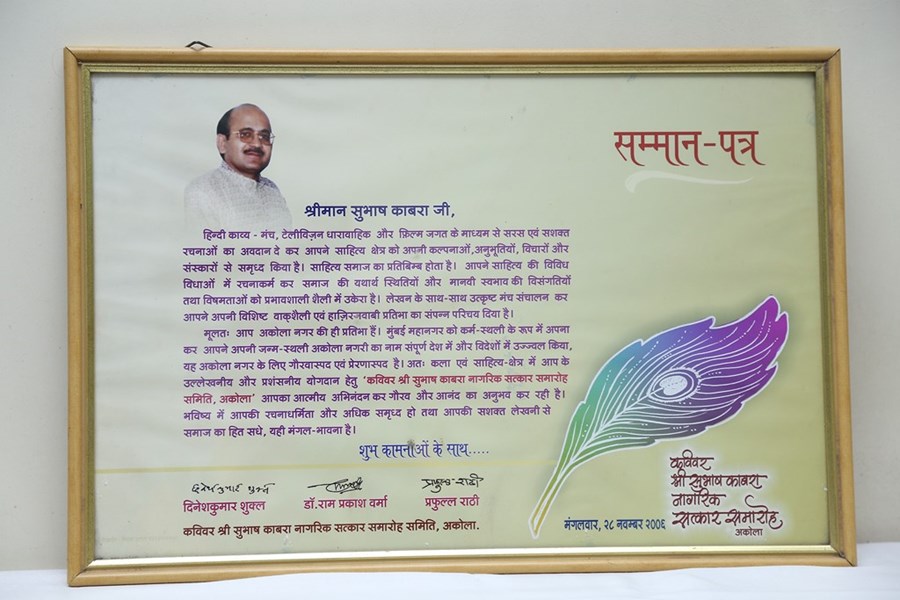 सम्मान-पत्र
श्रीमान सुभाष काबरा जी,
हिन्दी काव्य - मंच, टेलीविज़न धारावाहिक और फ़िल्म जगत के माध्यम से सरस एवं सशक्त
रचनाओं का अवदान दे कर आपने साहित्य क्षेत्र को अपनी कल्पनाओं,अनुभूतियों, विचारों और
संस्कारों से समृध्द किया है। साहित्य समाज का प्रतिबिम्ब होता है। आपने साहित्य की विविध
विधाओं में रचनाकर्म कर समाज की यथार्थ स्थितियों और मानवी स्वभाव की विसंगतियों
तथा विषमताओं को प्रभावशाली शैली में उकेरा है। लेखन के साथ-साथ उत्कृष्ट मंच संचालन कर
आपने अपनी विशिष्ट वाक्‌शैली एवं हाज़िरजवाबी प्रतिभा का संपन्न परिचय दिया है।
मूलतः आप अकोला नगर की ही प्रतिभा हैं। मुंबई महानगर को कर्म-स्थली के रूप में अपना
कर आपने अपनी जन्म-स्थली अकोला नगरी का नाम संपूर्ण देश में और विदेशों में उज्ज्वल किया,
यह अकोला नगर के लिए गौरवास्पद एवं प्रेरणास्पद है। अतः कला एवं साहित्य-क्षेत्र में आप के
उल्लेखनीय और प्रशंसनीय योगदान हेतु 'कविवर श्री सुभाष काबरा नागरिक सत्कार समारोह
समिति, अकोला' आपका आत्मीय अभिनंदन कर गौरव और आनंद का अनुभव कर रही है।
भविष्य में आपकी रचनाधर्मिता और अधिक समृध्द हो तथा आपकी सशक्त लेखनी से
समाज का हित सधे, यही मंगल-भावना है।
शुभ कामनाओं के साथ.....
दिनेशकुमार शुक्ल डॉ.राम प्रकाश वर्मा प्रफुल्ल राठी
कविवर श्री सुभाष काबरा नागरिक सत्कार समारोह समिति, अकोला.
मंगलवार, २८ नवम्बर २००६
कविवर
श्री सुभाष काबरा
नागरिक
सत्कार समारोह
अकोला